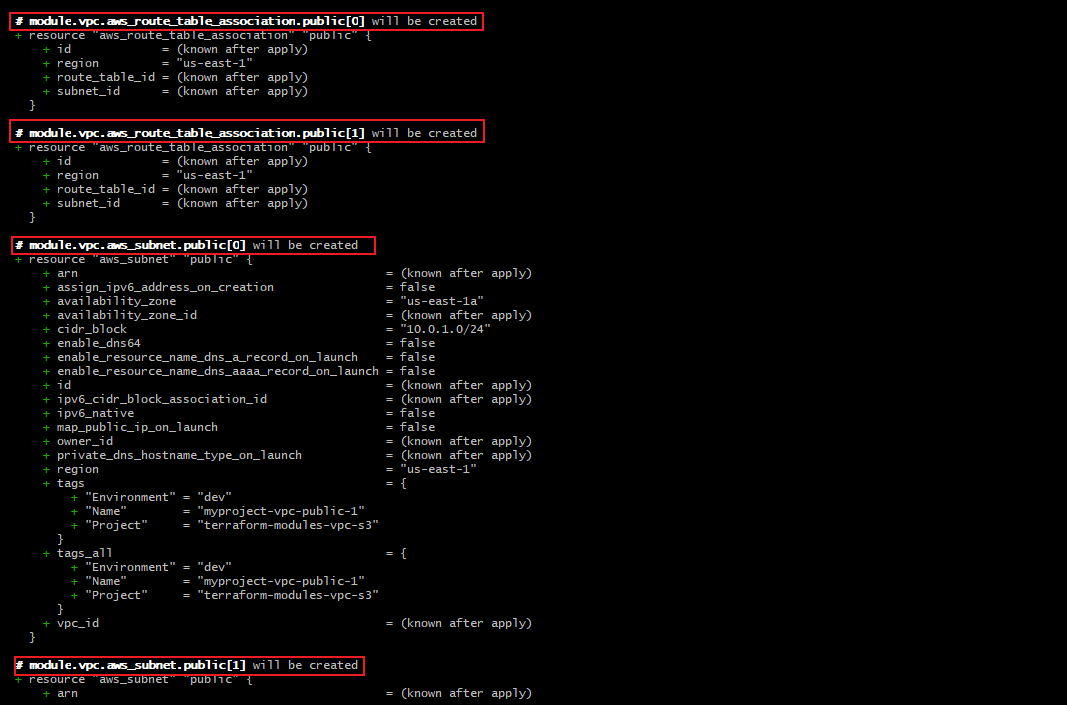 # module.vpc.aws_route_table_association.public[0] will be created
+ resource "aws_route_table_association" "public" {
+ id = (known after apply)
+ region = "us-east-1"
+ route_table_id = (known after apply)
+ subnet_id = (known after apply)
}
# module.vpc.aws_route_table_association.public[1] will be created
+ resource "aws_route_table_association" "public" {
+ id = (known after apply)
+ region = "us-east-1"
+ route_table_id = (known after apply)
+ subnet_id = (known after apply)
}
# module.vpc.aws_subnet.public[0] will be created
+ resource "aws_subnet" "public" {
+ arn = (known after apply)
+ assign_ipv6_address_on_creation = false
+ availability_zone = "us-east-1a"
+ availability_zone_id = (known after apply)
+ cidr_block = "10.0.1.0/24"
+ enable_dns64 = false
+ enable_resource_name_dns_a_record_on_launch = false
+ enable_resource_name_dns_aaaa_record_on_launch = false
+ id = (known after apply)
+ ipv6_cidr_block_association_id = (known after apply)
+ ipv6_native = false
+ map_public_ip_on_launch = false
+ owner_id = (known after apply)
+ private_dns_hostname_type_on_launch = (known after apply)
+ region = "us-east-1"
+ tags = {
+ "Environment" = "dev"
+ "Name" = "myproject-vpc-public-1"
+ "Project" = "terraform-modules-vpc-s3"
}
+ tags_all = {
+ "Environment" = "dev"
+ "Name" = "myproject-vpc-public-1"
+ "Project" = "terraform-modules-vpc-s3"
}
+ vpc_id = (known after apply)
}
# module.vpc.aws_subnet.public[1] will be created
+ resource "aws_subnet" "public" {
+ arn = (known after apply)